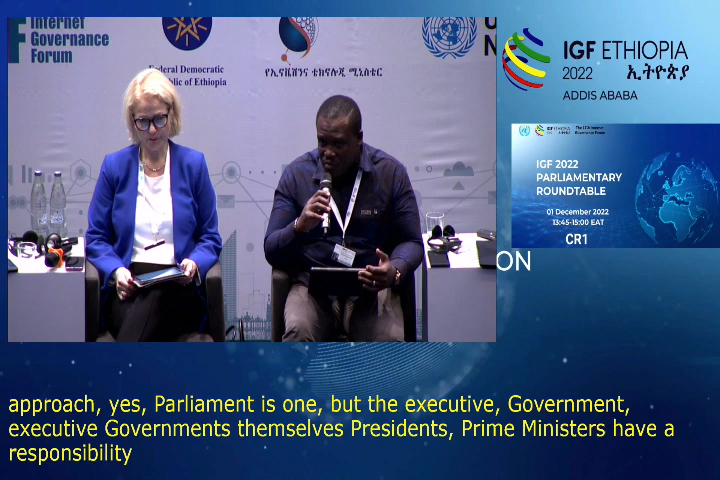 Internet
Governance
Forum
Federal Democratic
Republic of Ethiopia
የኢኖቬሽንና ቴክኖሎጂ ሚኒስቴር
U
N
IGF ETHIOPIA
2022 ኢትዮጵያ
ADDIS ABABA
IGF 2022
PARLIAMENTARY
ROUNDTABLE
01 December 2022
13:45-15:00 EAT
CR1
ON
approach, yes, Parliament is one, but the executive, Government,
executive Governments themselves Presidents, Prime Ministers have a
responsibility